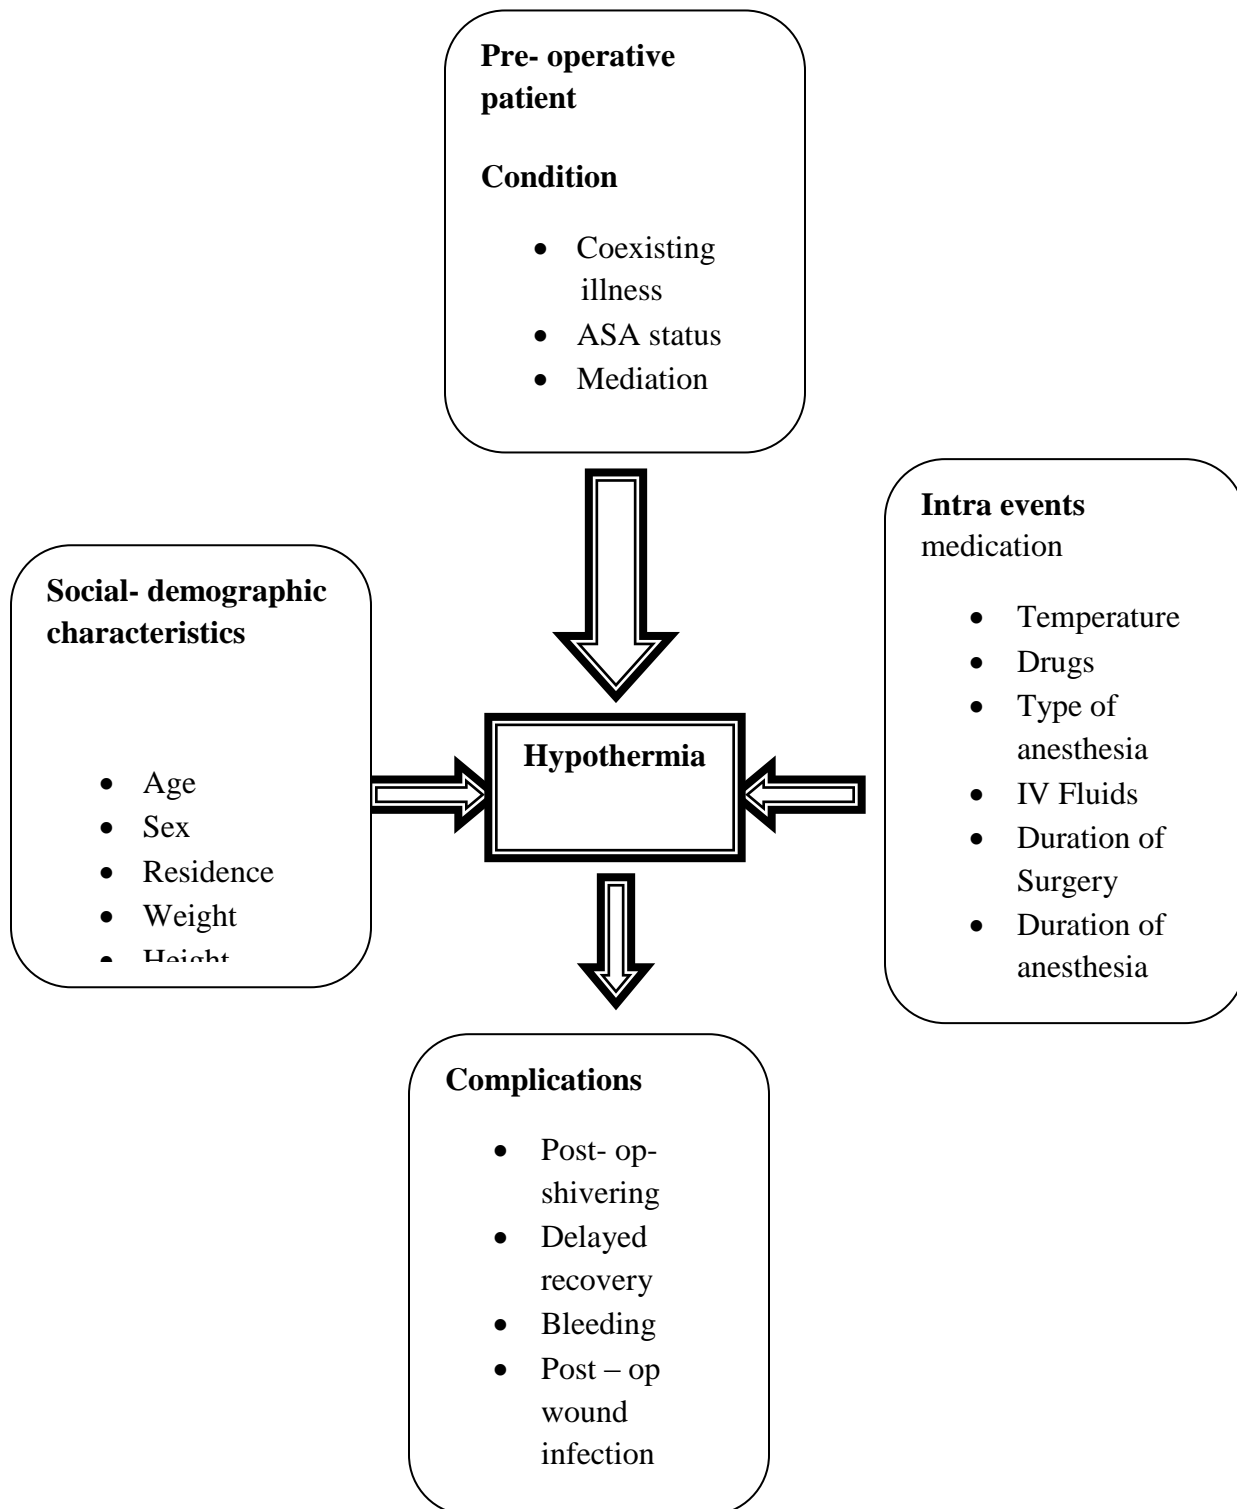 Pre- operative
patient
Condition
• Coexisting
illness
• ASA status
• Mediation
Intra events
medication
• Temperature
• Drugs
• Type of
anesthesia
• IV Fluids
• Duration of
Surgery
• Duration of
anesthesia
Social- demographic
characteristics
• Age
• Sex
• Residence
• Weight
• Height
Hypothermia
Complications
• Post- op-
shivering
• Delayed
recovery
• Bleeding
• Post – op
wound
infection